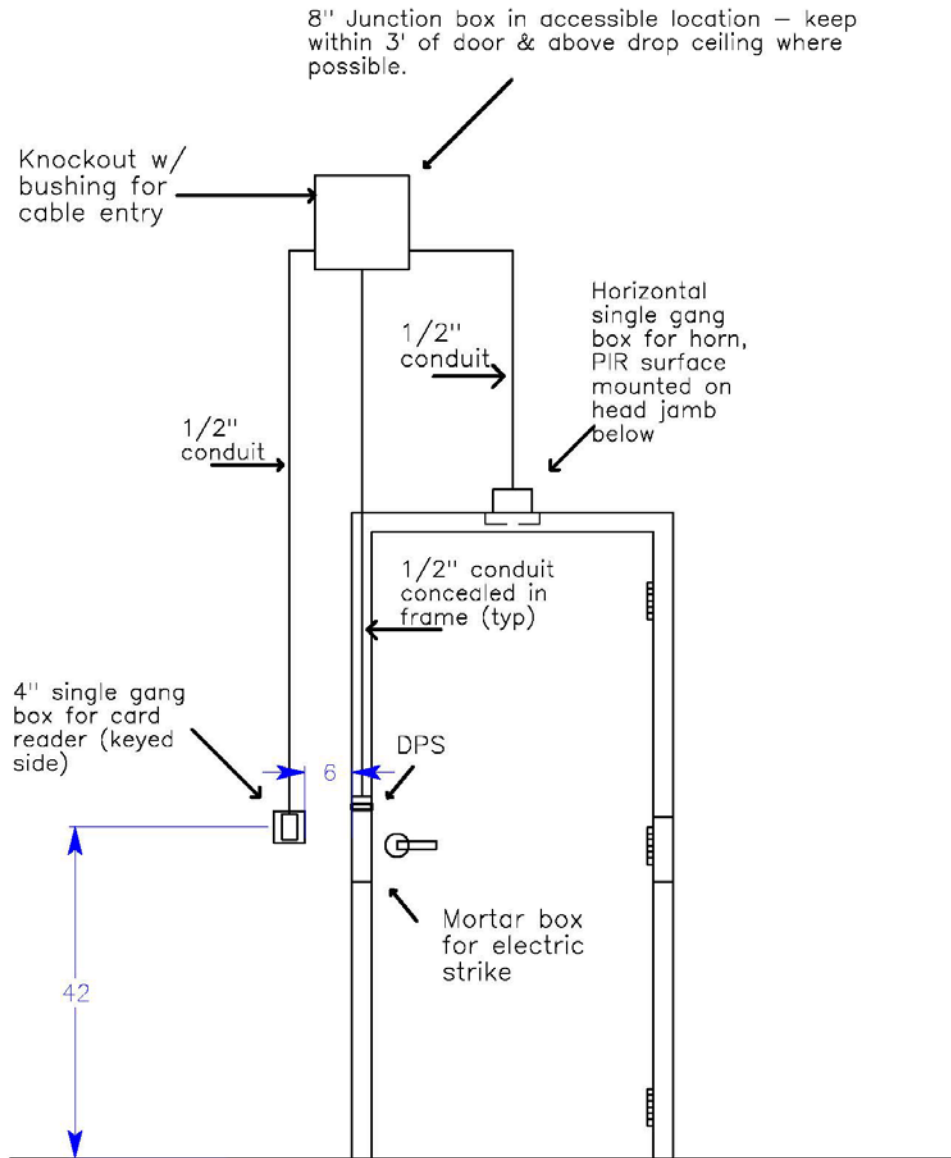 8" Junction box in accessible location – keep
within 3' of door & above drop ceiling where
possible.
Knockout w/
bushing for
cable entry
Horizontal
single gang
box for horn,
PIR surface
mounted on
head jamb
below
1/2"
conduit
1/2"
conduit
1/2" conduit
concealed in
frame (typ)
4" single gang
box for card
reader (keyed
side)
DPS
6
Mortar box
for electric
strike
42